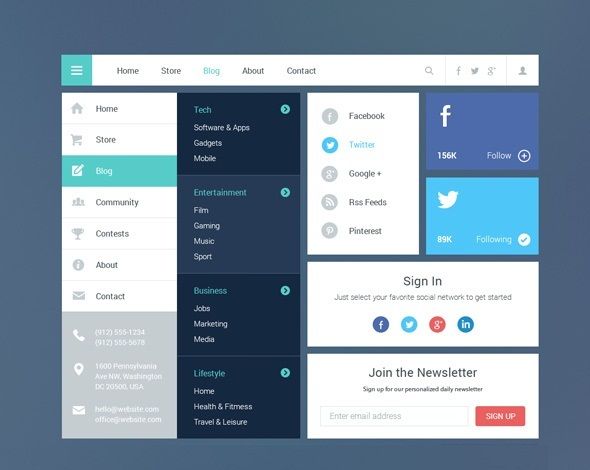 Home Store Blog About Contact
Home
Store
Blog
Community
Contests
About
Contact
(912) 555-1234
(912) 555-5678
1600 Pennsylvania
Ave NW, Washington
DC 20500, USA
hello@website.com
office@website.com
Tech
Software & Apps
Gadgets
Mobile
Entertainment
Film
Gaming
Music
Sport
Business
Jobs
Marketing
Media
Lifestyle
Home
Health & Fitmess
Travel & Leisure
Facebook
Twitter
Google +
Rss Feeds
Pinterest
156K Follow
89K Following
Sign In
Just select your favorite social network to get started
Join the Newsletter
Sign up for our personalized daily newsletter
Enter email address
SIGN UP